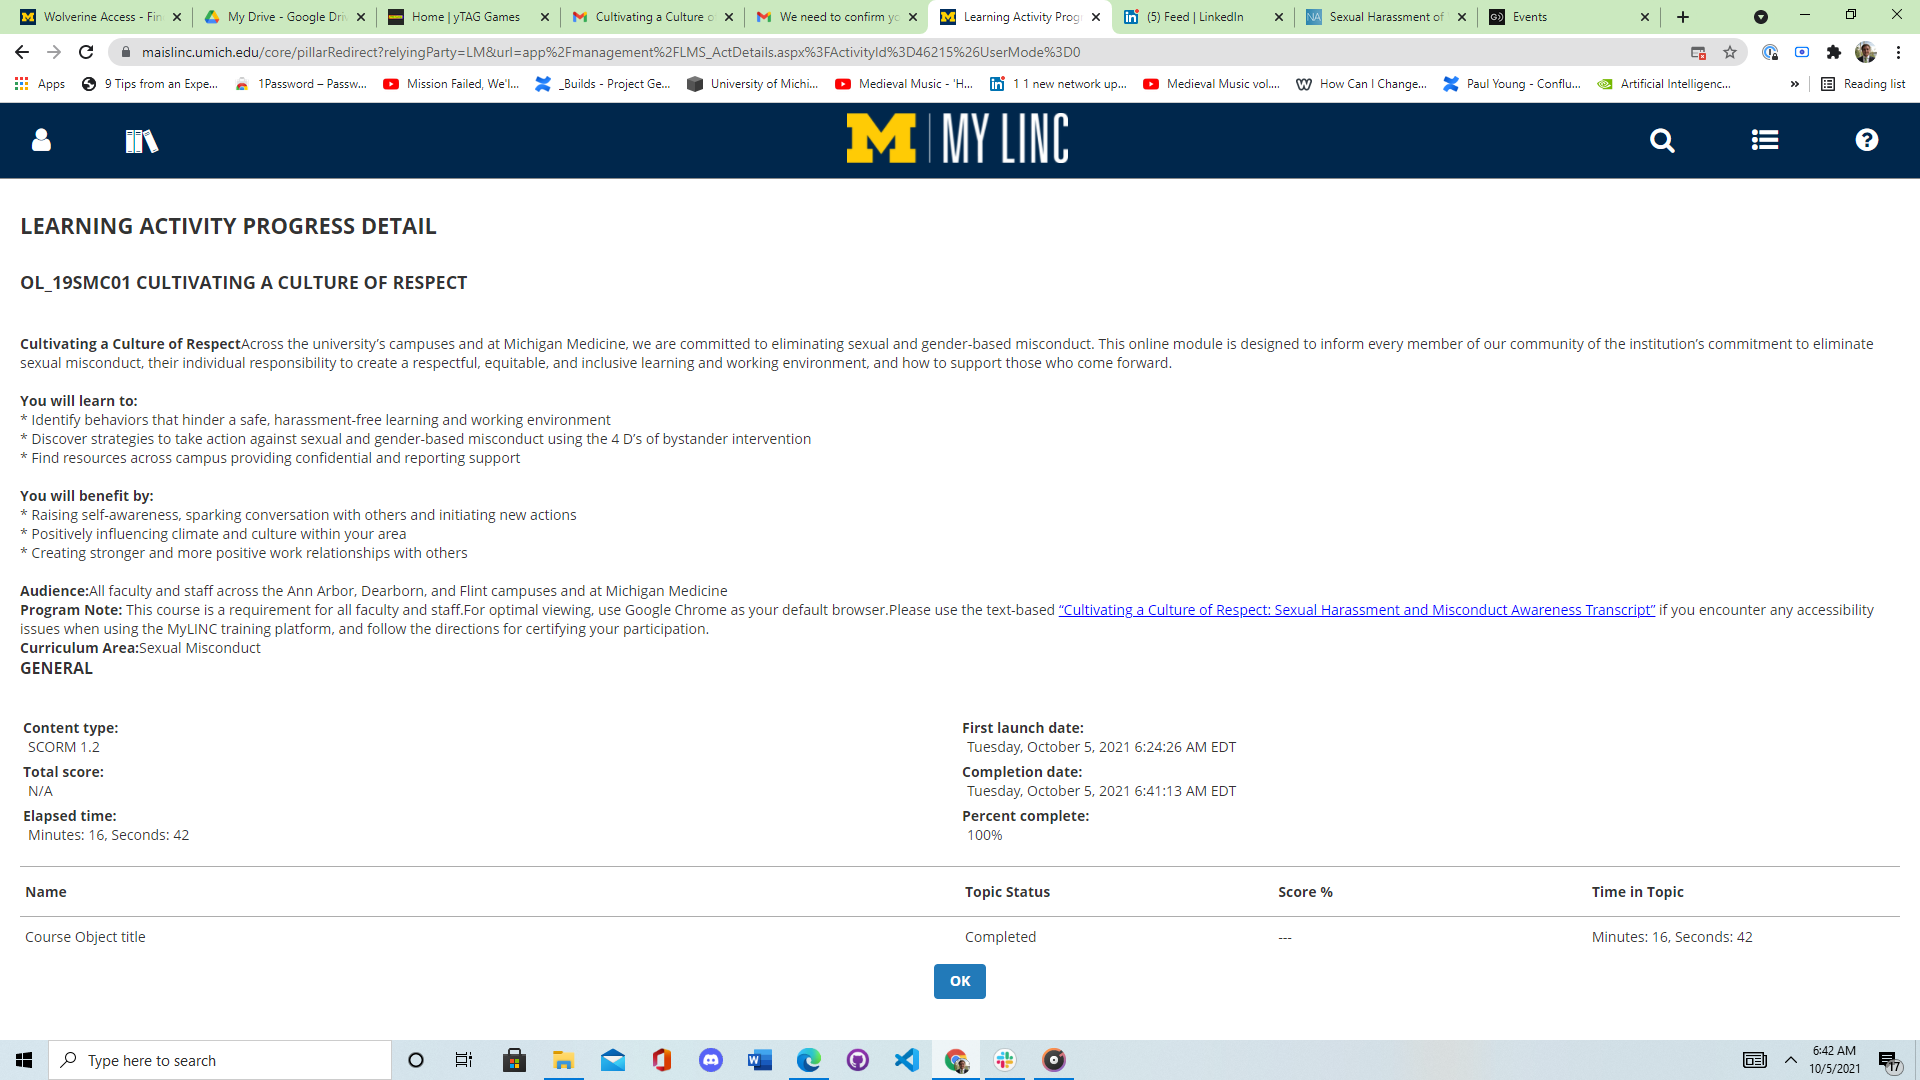 Wolverine Access - Fin
My Drive - Google Dri
Home | yTAG Games
Cultivating a Culture o
We need to confirm yo
Learning Activity Prog
(5) Feed | LinkedIn
Sexual Harassment of
Events
maislinc.umich.edu/core/pillarRedirect?relyingParty=LM&url=app%2Fmanagement%2FLMS_ActDetails.aspx%3FActivityId%3D46215%26UserMode%3D0
Apps
9 Tips from an Expe...
1Password – Passw...
Mission Failed, We'l...
_Builds - Project Ge...
University of Michi...
Medieval Music - 'H...
1 1 new network up...
Medieval Music vol....
How Can I Change...
Paul Young - Conflu...
Artificial Intelligenc...
»
Reading list
M | MY LINC
LEARNING ACTIVITY PROGRESS DETAIL
OL_19SMC01 CULTIVATING A CULTURE OF RESPECT
Cultivating a Culture of RespectAcross the university’s campuses and at Michigan Medicine, we are committed to eliminating sexual and gender-based misconduct. This online module is designed to inform every member of our community of the institution’s commitment to eliminate
sexual misconduct, their individual responsibility to create a respectful, equitable, and inclusive learning and working environment, and how to support those who come forward.
You will learn to:
* Identify behaviors that hinder a safe, harassment-free learning and working environment
* Discover strategies to take action against sexual and gender-based misconduct using the 4 D’s of bystander intervention
* Find resources across campus providing confidential and reporting support
You will benefit by:
* Raising self-awareness, sparking conversation with others and initiating new actions
* Positively influencing climate and culture within your area
* Creating stronger and more positive work relationships with others
Audience:All faculty and staff across the Ann Arbor, Dearborn, and Flint campuses and at Michigan Medicine
Program Note: This course is a requirement for all faculty and staff.For optimal viewing, use Google Chrome as your default browser.Please use the text-based “Cultivating a Culture of Respect: Sexual Harassment and Misconduct Awareness Transcript” if you encounter any accessibility
issues when using the MyLINC training platform, and follow the directions for certifying your participation.
Curriculum Area:Sexual Misconduct
GENERAL
Content type:
SCORM 1.2
Total score:
N/A
Elapsed time:
Minutes: 16, Seconds: 42
First launch date:
Tuesday, October 5, 2021 6:24:26 AM EDT
Completion date:
Tuesday, October 5, 2021 6:41:13 AM EDT
Percent complete:
100%
Name Topic Status Score % Time in Topic
Course Object title Completed --- Minutes: 16, Seconds: 42
OK
Type here to search
6:42 AM
10/5/2021
17